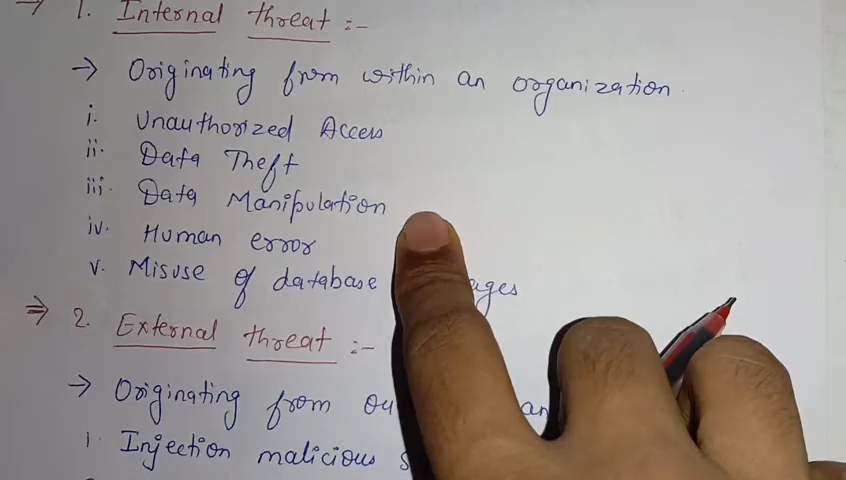 → 1. Internal threat :-
→ Originating from within an organization.
i. Unauthorized Access
ii. Data Theft
iii. Data Manipulation
iv. Human error
v. Misuse of database
⇒ 2. External threat :-
→ Originating from
i. Injection malicious